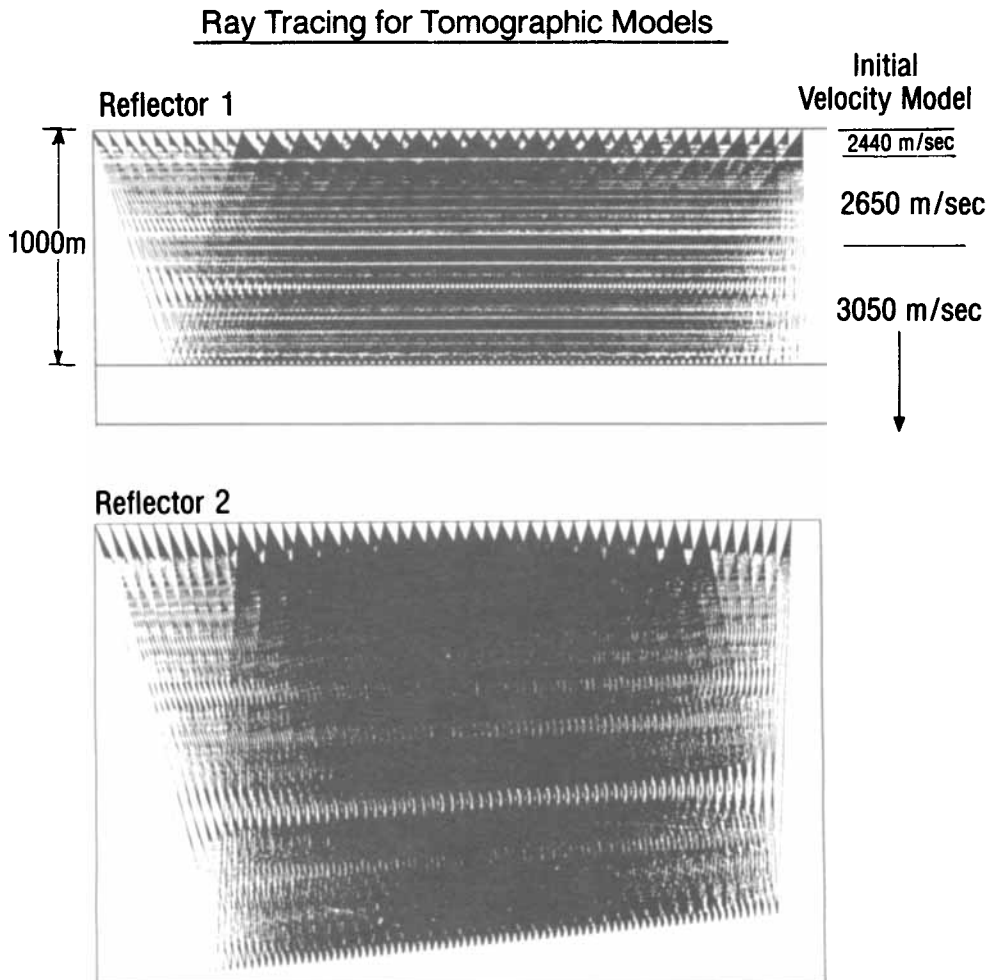 Ray Tracing for Tomographic Models
Initial
Velocity Model
Reflector 1
2440 m/sec
2650 m/sec
1000m
3050 m/sec
Reflector 2